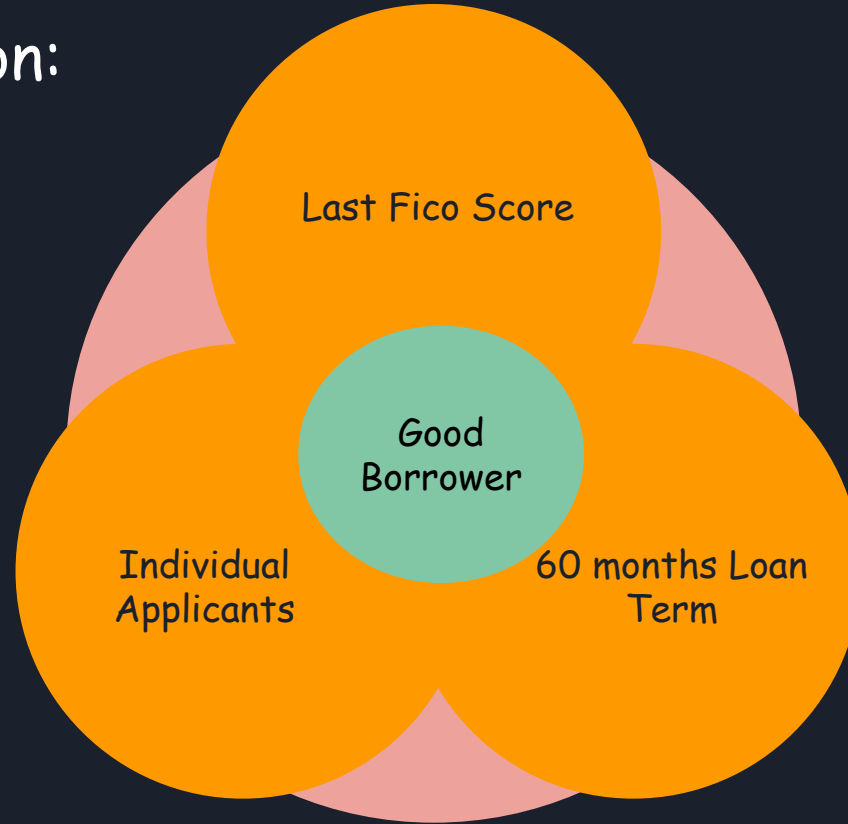 on:
Last Fico Score
Good
Borrower
Individual
Applicants
60 months Loan
Term